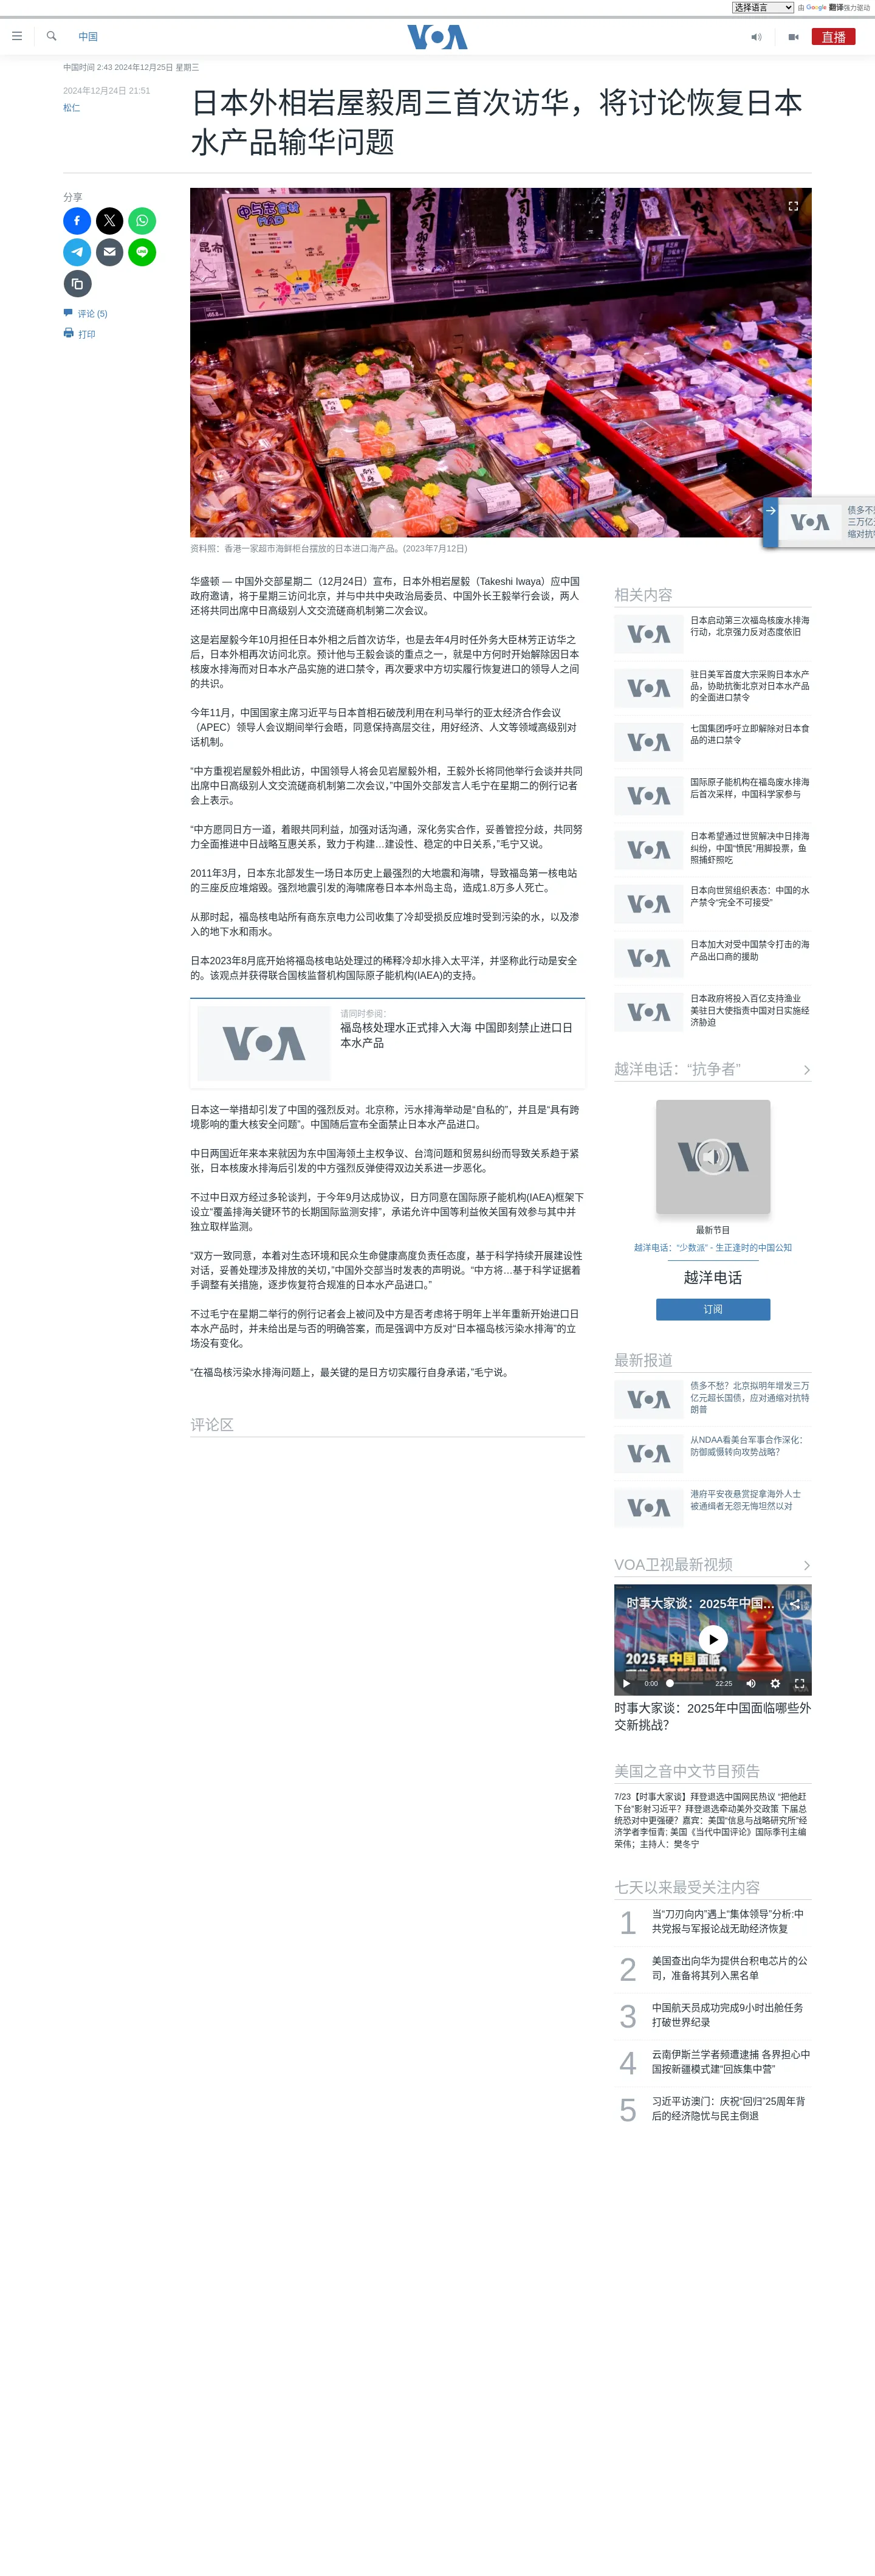 选择语言
由 Google 翻译强力驱动
中国
VOA
直播
中国时间 2:43 2024年12月25日 星期三
2024年12月24日 21:51
松仁
日本外相岩屋毅周三首次访华，将讨论恢复日本
水产品输华问题
分享
评论 (5)
打印
寿司
御海
昆布
资料照：香港一家超市海鲜柜台摆放的日本进口海产品。(2023年7月12日)
债多不
三万亿
缩对抗
华盛顿 — 中国外交部星期二（12月24日）宣布，日本外相岩屋毅（Takeshi Iwaya）应中国
政府邀请，将于星期三访问北京，并与中共中央政治局委员、中国外长王毅举行会谈，两人
还将共同出席中日高级别人文交流磋商机制第二次会议。
这是岩屋毅今年10月担任日本外相之后首次访华，也是去年4月时任外务大臣林芳正访华之
后，日本外相再次访问北京。预计他与王毅会谈的重点之一，就是中方何时开始解除因日本
核废水排海而对日本产品实施的进口禁令，再次要求中方切实履行恢复进口的领导人之间
的共识。
今年11月，中国国家主席习近平与日本首相石破茂利用在利马举行的亚太经济合作会议
（APEC）领导人会议期间举行会晤，同意保持高层交往，用好经济、人文等领域高级别对
话机制。
“中方重视岩屋毅外相此访，中国领导人将会见岩屋毅外相，王毅外长将同他举行会谈并共同
出席中日高级别人文交流磋商机制第二次会议，”中国外交部发言人毛宁在星期二的例行记者
会上表示。
“中方愿同日方一道，着眼共同利益，加强对话沟通，深化务实合作，妥善管控分歧，共同努
力全面推进中日战略互惠关系，致力于构建…建设性、稳定的中日关系，”毛宁又说。
2011年3月，日本东北部发生一场日本历史上最强烈的大地震和海啸，导致福岛第一核电站
的三座反应堆熔毁。强烈地震引发的海啸席卷日本本州岛主岛，造成1.8万多人死亡。
从那时起，福岛核电站所有商东京电力公司收集了冷却受损反应堆时受到污染的水，以及渗
入的地下水和雨水。
日本2023年8月底开始将福岛核电站处理过的稀释冷却水排入太平洋，并坚称此行动是安全
的。该观点并获得联合国核监督机构国际原子能机构(IAEA)的支持。
请同时参阅：
福岛核处理水正式排入大海 中国即刻禁止进口日
本水产品
日本这一举措却引发了中国的强烈反对。北京称，污水排海举动是“自私的”，并且是“具有跨
境影响的重大核安全问题”。中国随后宣布全面禁止日本水产品进口。
中日两国近年来本来就因为东中国海领土主权争议、台湾问题和贸易纠纷而导致关系趋于紧
张，日本核废水排海后引发的中方强烈反弹使得双边关系进一步恶化。
不过中日双方经过多轮谈判，于今年9月达成协议，日方同意在国际原子能机构(IAEA)框架下
设立“覆盖排海关键环节的长期国际监测安排”，承诺允许中国等利益攸关国有效参与其中并
独立取样监测。
“双方一致同意，本着对生态环境和民众生命健康高度负责任态度，基于科学持续开展建设性
对话，妥善处理涉及排放的关切，”中国外交部当时发表的声明说。“中方将…基于科学证据着
手调整有关措施，逐步恢复符合规准的日本水产品进口。”
不过毛宁在星期二举行的例行记者会上被问及中方是否考虑将于明年上半年重新开始进口日
本水产品时，并未给出是与否的明确答案，而是强调中方反对“日本福岛核污染水排海”的立
场没有变化。
“在福岛核污染水排海问题上，最关键的是日方切实履行自身承诺，”毛宁说。
评论区
相关内容
日本启动第三次福岛核废水排海
行动，北京强力反对态度依旧
驻日美军首度大宗采购日本水产
品，协助抗衡北京对日本水产品
的全面进口禁令
七国集团呼吁立即解除对日本食
品的进口禁令
国际原子能机构在福岛废水排海
后首次采样，中国科学家参与
日本希望通过世贸解决中日排海
纠纷，中国“愤民”用脚投票，鱼
照捕虾照吃
日本向世贸组织表态：中国的水
产禁令“完全不可接受”
日本加大对受中国禁令打击的海
产品出口商的援助
日本政府将投入百亿支持渔业
美驻日大使指责中国对日实施经
济胁迫
越洋电话：“抗争者”
最新节目
越洋电话：“少数派” - 生正逢时的中国公知
越洋电话
订阅
最新报道
债多不愁？北京拟明年增发三万
亿元超长国债，应对通缩对抗特
朗普
从NDAA看美台军事合作深化：
防御威慑转向攻势战略？
港府平安夜悬赏捉拿海外人士
被通缉者无怨无悔坦然以对
VOA卫视最新视频
时事大家谈：2025年中国…
2025年中国面临
哪些外交新挑战？
0:00
22:25
时事大家谈：2025年中国面临哪些外
交新挑战？
美国之音中文节目预告
7/23【时事大家谈】拜登退选中国网民热议 “把他赶
下台”影射习近平？拜登退选牵动美外交政策 下届总
统恐对中更强硬？嘉宾：美国“信息与战略研究所”经
济学者李恒青; 美国《当代中国评论》国际季刊主编
荣伟；主持人：樊冬宁
七天以来最受关注内容
1
当“刀刃向内”遇上“集体领导”分析:中
共党报与军报论战无助经济恢复
2
美国查出向华为提供台积电芯片的公
司，准备将其列入黑名单
3
中国航天员成功完成9小时出舱任务
打破世界纪录
4
云南伊斯兰学者频遭逮捕 各界担心中
国按新疆模式建“回族集中营”
5
习近平访澳门：庆祝“回归”25周年背
后的经济隐忧与民主倒退